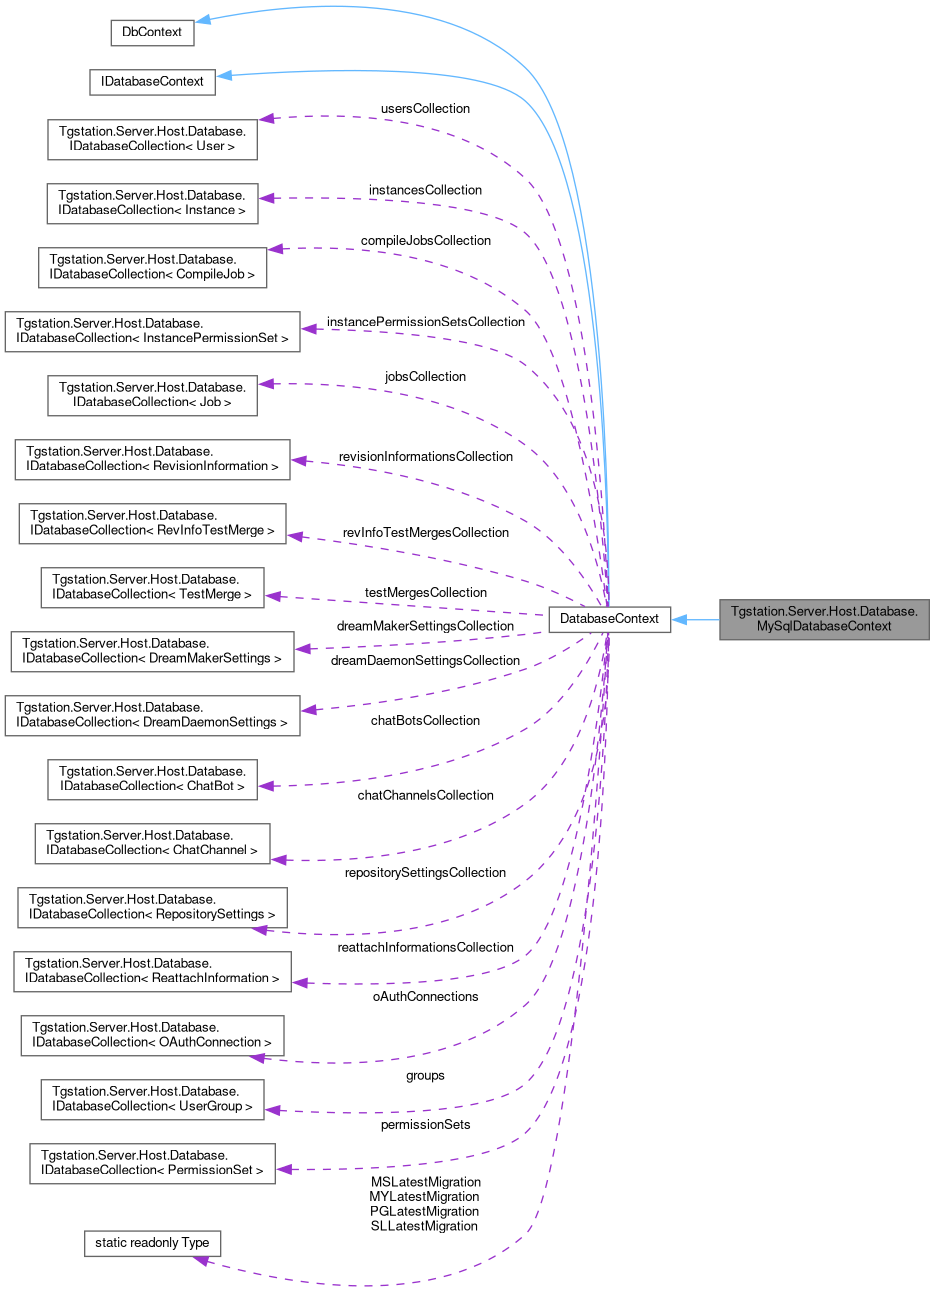 DbContext
IDatabaseContext
usersCollection
Tgstation.Server.Host.Database.
IDatabaseCollection< User >
instancesCollection
Tgstation.Server.Host.Database.
IDatabaseCollection< Instance >
compileJobsCollection
Tgstation.Server.Host.Database.
IDatabaseCollection< CompileJob >
instancePermissionSetsCollection
Tgstation.Server.Host.Database.
IDatabaseCollection< InstancePermissionSet >
jobsCollection
Tgstation.Server.Host.Database.
IDatabaseCollection< Job >
revisionInformationsCollection
Tgstation.Server.Host.Database.
IDatabaseCollection< RevisionInformation >
revInfoTestMergesCollection
Tgstation.Server.Host.Database.
IDatabaseCollection< RevInfoTestMerge >
testMergesCollection
Tgstation.Server.Host.Database.
IDatabaseCollection< TestMerge >
DatabaseContext
Tgstation.Server.Host.Database.
MySqlDatabaseContext
dreamMakerSettingsCollection
Tgstation.Server.Host.Database.
IDatabaseCollection< DreamMakerSettings >
dreamDaemonSettingsCollection
Tgstation.Server.Host.Database.
IDatabaseCollection< DreamDaemonSettings >
chatBotsCollection
Tgstation.Server.Host.Database.
IDatabaseCollection< ChatBot >
chatChannelsCollection
Tgstation.Server.Host.Database.
IDatabaseCollection< ChatChannel >
repositorySettingsCollection
Tgstation.Server.Host.Database.
IDatabaseCollection< RepositorySettings >
reattachInformationsCollection
Tgstation.Server.Host.Database.
IDatabaseCollection< ReattachInformation >
oAuthConnections
Tgstation.Server.Host.Database.
IDatabaseCollection< OAuthConnection >
groups
Tgstation.Server.Host.Database.
IDatabaseCollection< UserGroup >
permissionSets
Tgstation.Server.Host.Database.
IDatabaseCollection< PermissionSet >
MSLatestMigration
MYLatestMigration
PGLatestMigration
SLLatestMigration
static readonly Type